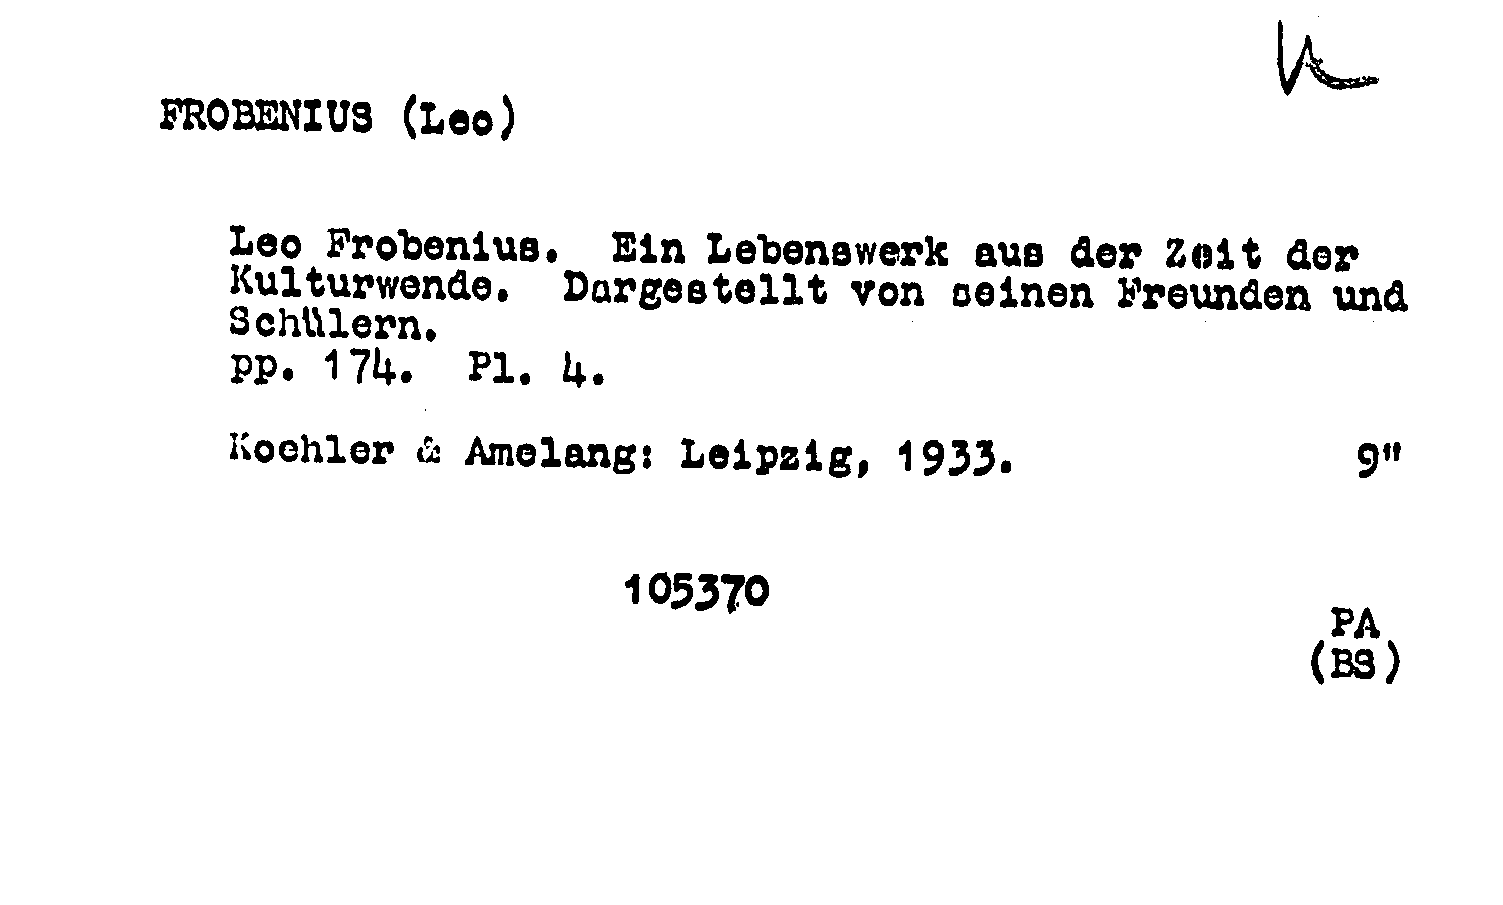 FROBENIUS (Leo)
Leo Frobenius. Ein Lebenswerk aus der Zeit der
Kulturwende. Dargestellt von seinen Freunden und
Schülern.
pp. 174. Pl. 4.
Koehler & Amelang: Leipzig, 1933. 9"
105370
PA
(BS)